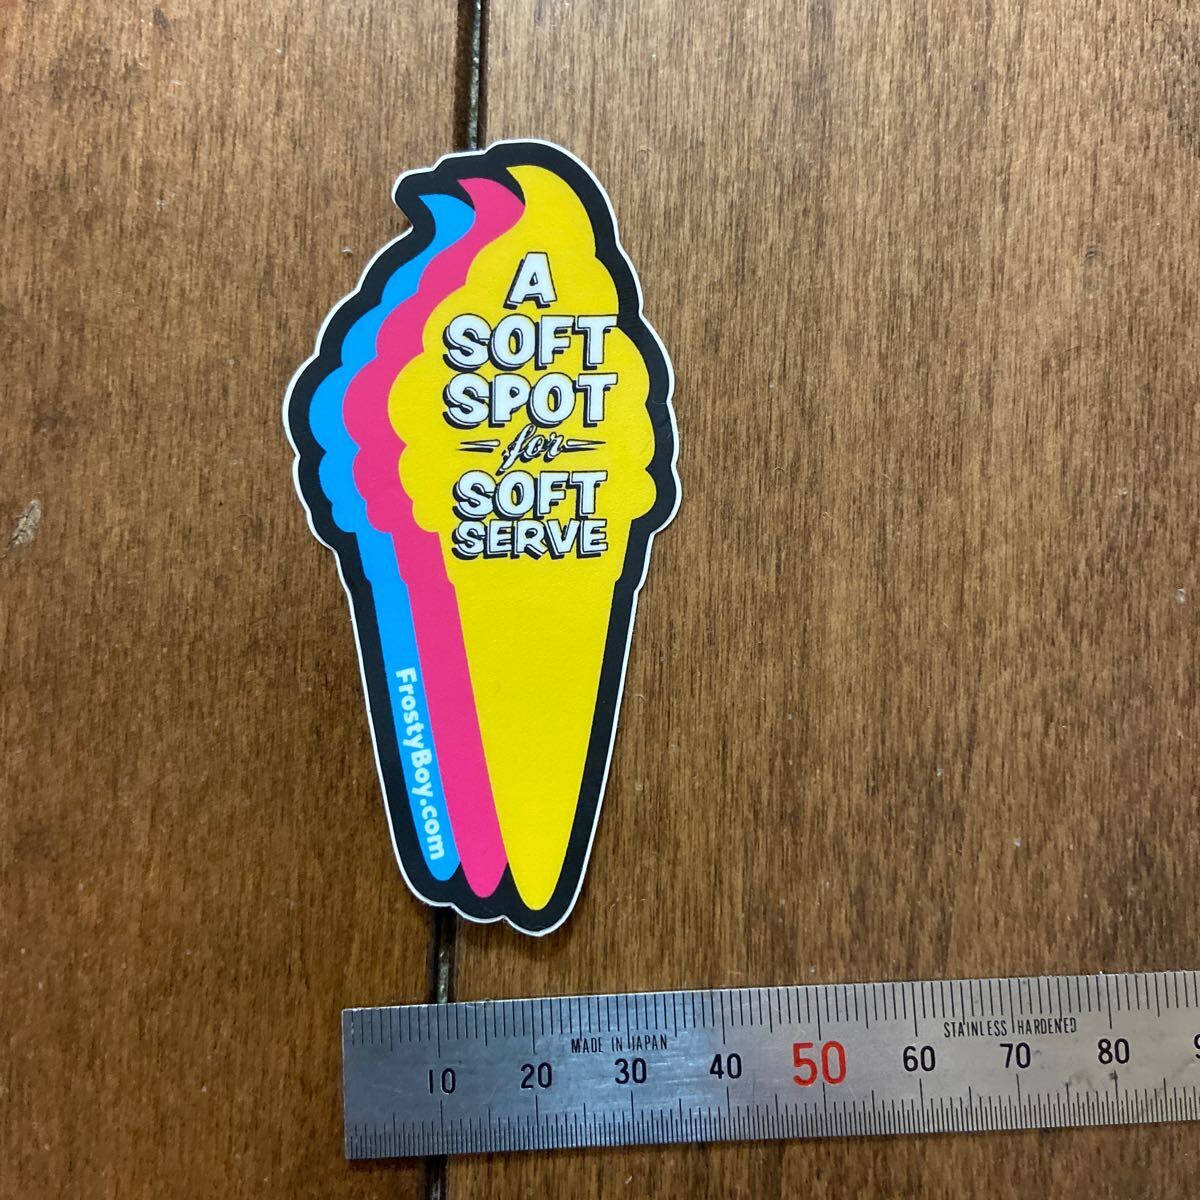 A
SOFT
SPOT
for
SOFT
SERVE
FrostyBoy.com
MADE IN JAPAN
STAINLESS HARDENED
10 20 30 40 50 60 70 80